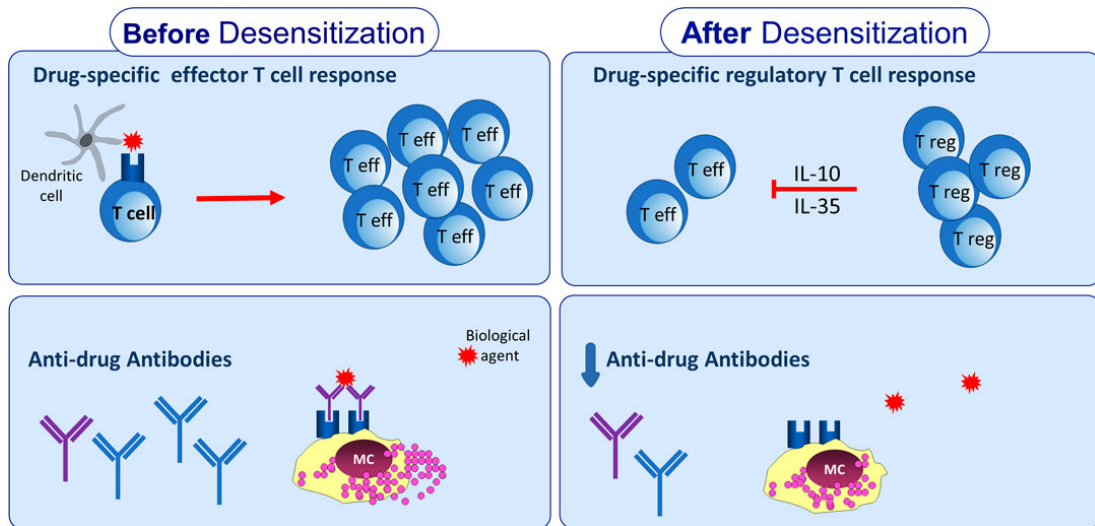 Before Desensitization
Drug-specific effector T cell response
Dendritic
cell
T cell
T eff
T eff
T eff
T eff
T eff
T eff
T eff
T eff
After Desensitization
Drug-specific regulatory T cell response
T eff
T eff
IL-10
IL-35
T reg
T reg
T reg
T reg
Anti-drug Antibodies
Biological
agent
MC
Anti-drug Antibodies
MC